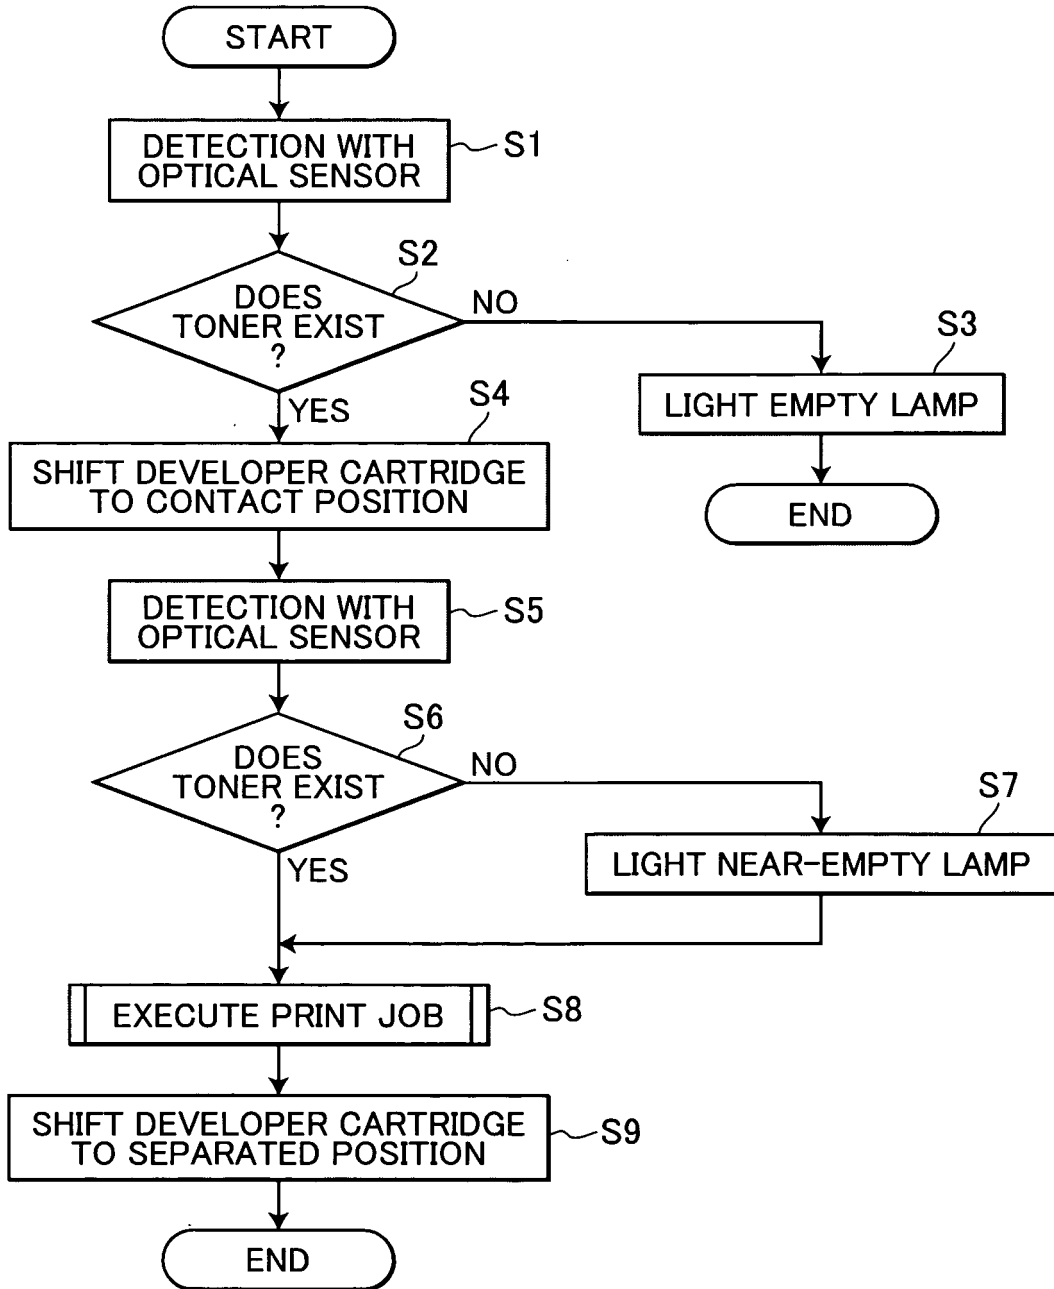 START
DETECTION WITH
OPTICAL SENSOR
S1
DOES
TONER EXIST
?
S2
NO
YES
S3
LIGHT EMPTY LAMP
END
S4
SHIFT DEVELOPER CARTRIDGE
TO CONTACT POSITION
DETECTION WITH
OPTICAL SENSOR
S5
DOES
TONER EXIST
?
S6
NO
YES
S7
LIGHT NEAR-EMPTY LAMP
EXECUTE PRINT JOB
S8
SHIFT DEVELOPER CARTRIDGE
TO SEPARATED POSITION
S9
END